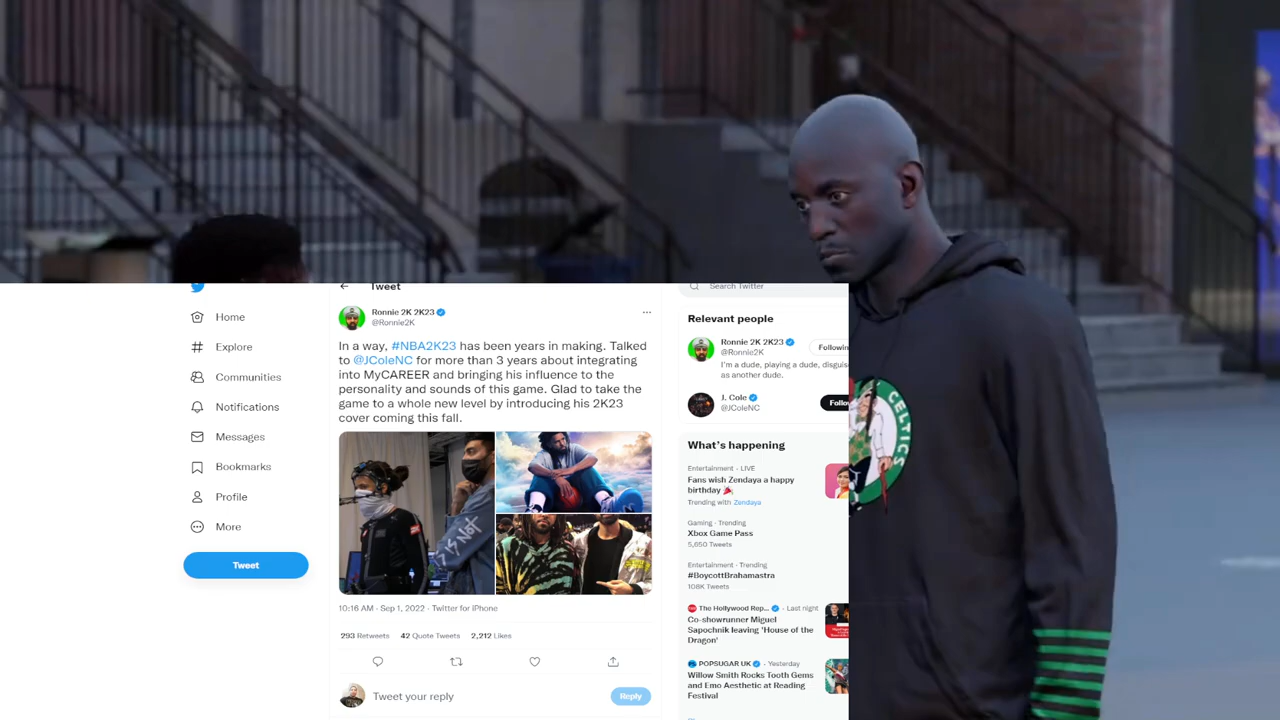 Tweet
Search Twitter
Home
Explore
Communities
Notifications
Messages
Bookmarks
Profile
More
Tweet
Ronnie 2K 2K23
@Ronnie2K
In a way, #NBA2K23 has been years in making. Talked
to @JColeNC for more than 3 years about integrating
into MyCAREER and bringing his influence to the
personality and sounds of this game. Glad to take the
game to a whole new level by introducing his 2K23
cover coming this fall.
IS NOT
10:16 AM · Sep 1, 2022 · Twitter for iPhone
293 Retweets 42 Quote Tweets 2,212 Likes
Tweet your reply
Reply
Relevant people
Ronnie 2K 2K23
@Ronnie2K
Followin
I'm a dude, playing a dude, disguis
as another dude.
J. Cole
@JColeNC
Follo
What's happening
Entertainment · LIVE
Fans wish Zendaya a happy
birthday
Trending with Zendaya
Gaming · Trending
Xbox Game Pass
5,650 Tweets
Entertainment · Trending
#BoycottBrahamastra
108K Tweets
The Hollywood Rep... · Last night
Co-showrunner Miguel
Sapochnik leaving 'House of the
Dragon'
POPSUGAR UK · Yesterday
Willow Smith Rocks Tooth Gems
and Emo Aesthetic at Reading
Festival
CELTICS